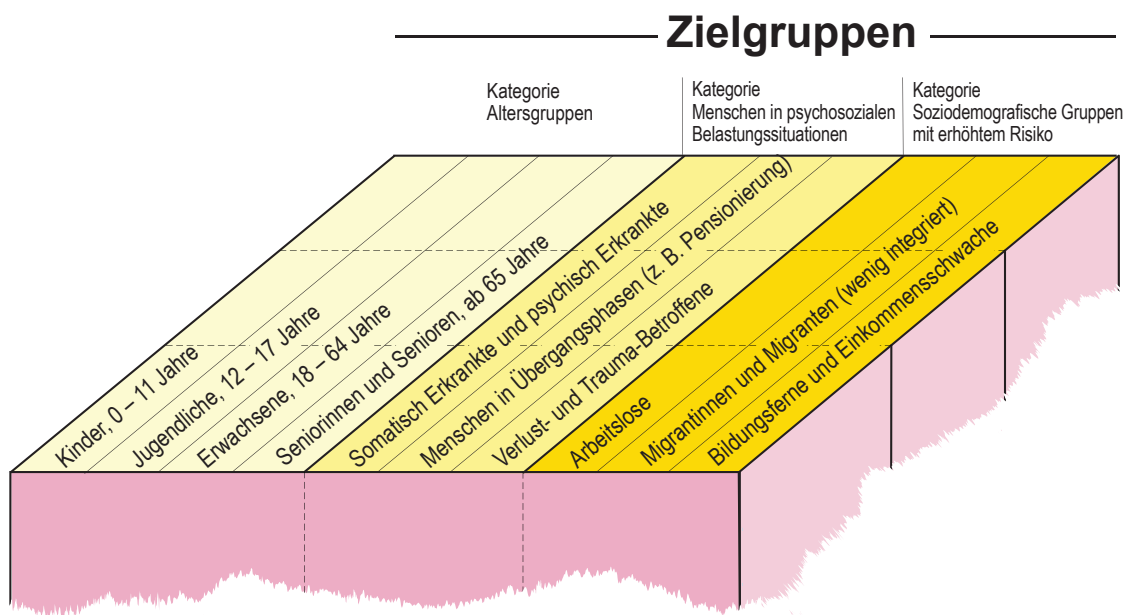 Zielgruppen
Kategorie
Altersgruppen
Kategorie
Menschen in psychosozialen
Belastungssituationen
Kategorie
Soziodemografische Gruppen
mit erhöhtem Risiko
Kinder, 0 – 11 Jahre
Jugendliche, 12 – 17 Jahre
Erwachsene, 18 – 64 Jahre
Seniorinnen und Senioren, ab 65 Jahre
Somatisch Erkrankte und psychisch Erkrankte
Menschen in Übergangsphasen (z. B. Pensionierung)
Verlust- und Trauma-Betroffene
Arbeitslose
Migrantinnen und Migranten (wenig integriert)
Bildungsferne und Einkommensschwache